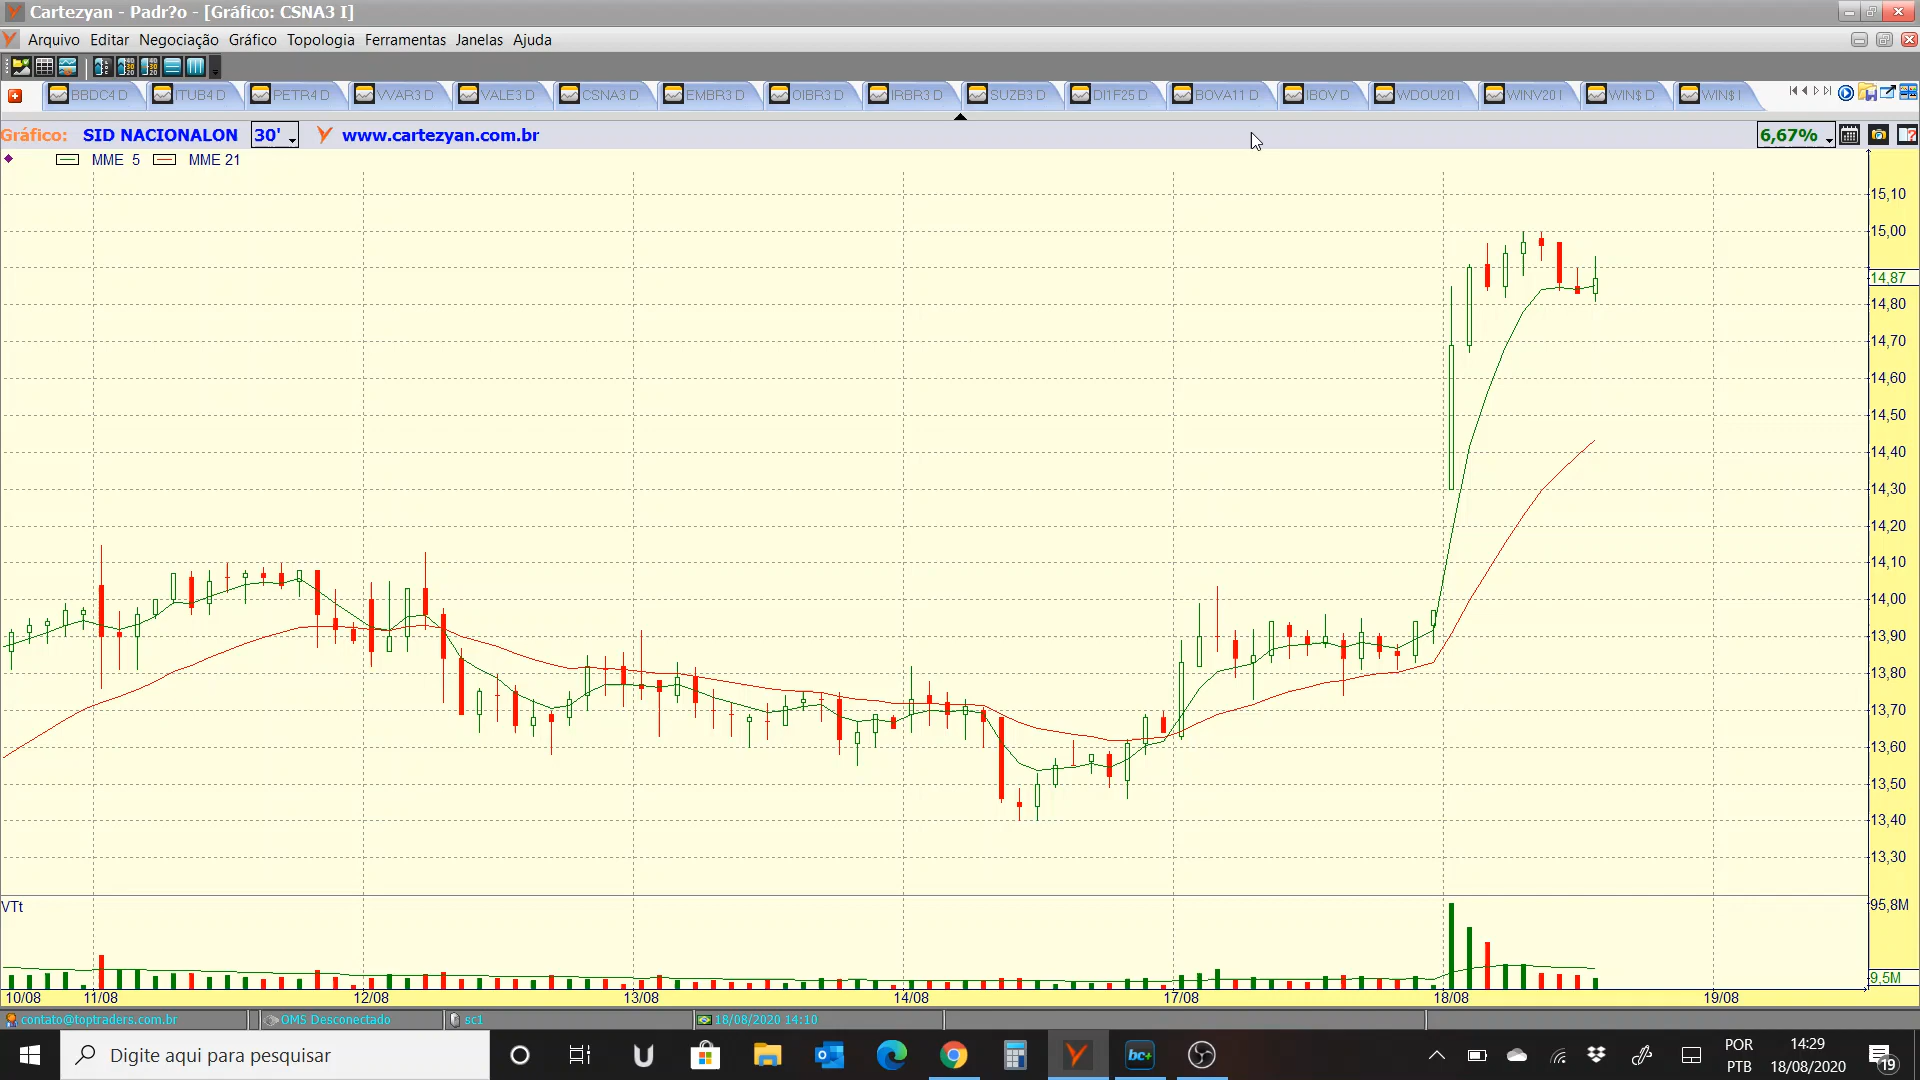 Cartezyan - Padr?o - [Gráfico: CSNA3 I]
Arquivo Editar Negociação Gráfico Topologia Ferramentas Janelas Ajuda
BBDC4 D ITUB4 D PETR4 D VVAR3 D VALE3 D CSNA3 D EMBR3 D OIBR3 D IRBR3 D SUZB3 D DI1F25 D BOVA11 D IBOV D WDOU20 I WINV20 I WIN$ D WIN$ I
Gráfico: SID NACIONALON 30' www.cartezyan.com.br 6,67%
MME 5 MME 21
15,10
15,00
14,87
14,80
14,70
14,60
14,50
14,40
14,30
14,20
14,10
14,00
13,90
13,80
13,70
13,60
13,50
13,40
13,30
VTt
95,8M
9,5M
10/08 11/08 12/08 13/08 14/08 17/08 18/08 19/08
contato@toptraders.com.br OMS Desconectado sc1 18/08/2020 14:10
Digite aqui para pesquisar
bc+
POR
PTB
14:29
18/08/2020
19